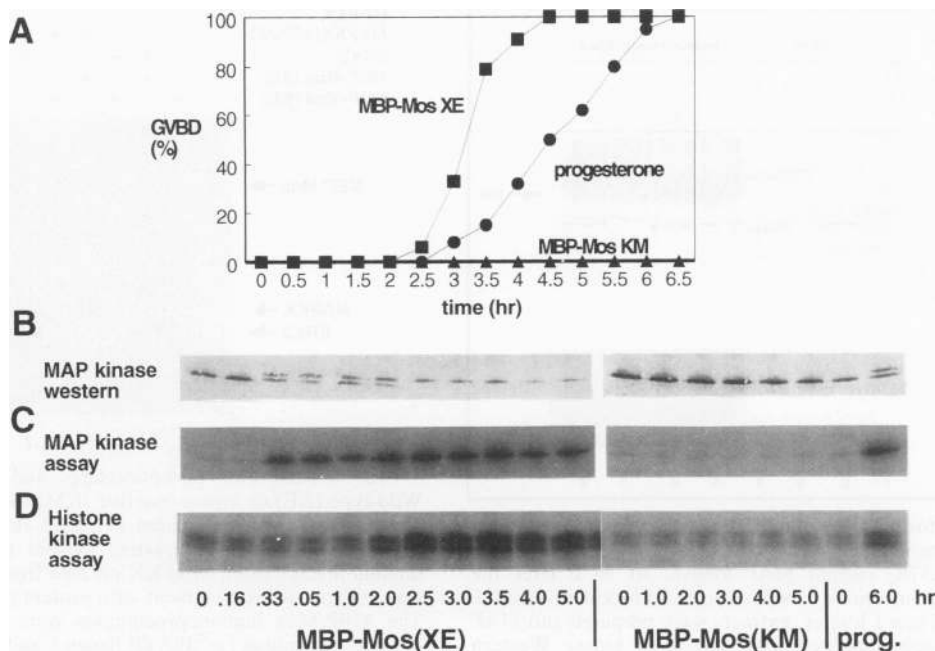 A
100
80
60
40
20
0
GVBD
(%)
MBP-Mos XE
progesterone
MBP-Mos KM
0 0.5 1 1.5 2 2.5 3 3.5 4 4.5 5 5.5 6 6.5
time (hr)
B
MAP kinase
western
C
MAP kinase
assay
D
Histone
kinase
assay
0 .16 .33 .05 1.0 2.0 2.5 3.0 3.5 4.0 5.0 0 1.0 2.0 3.0 4.0 5.0 0 6.0 hr
MBP-Mos(XE) MBP-Mos(KM) prog.